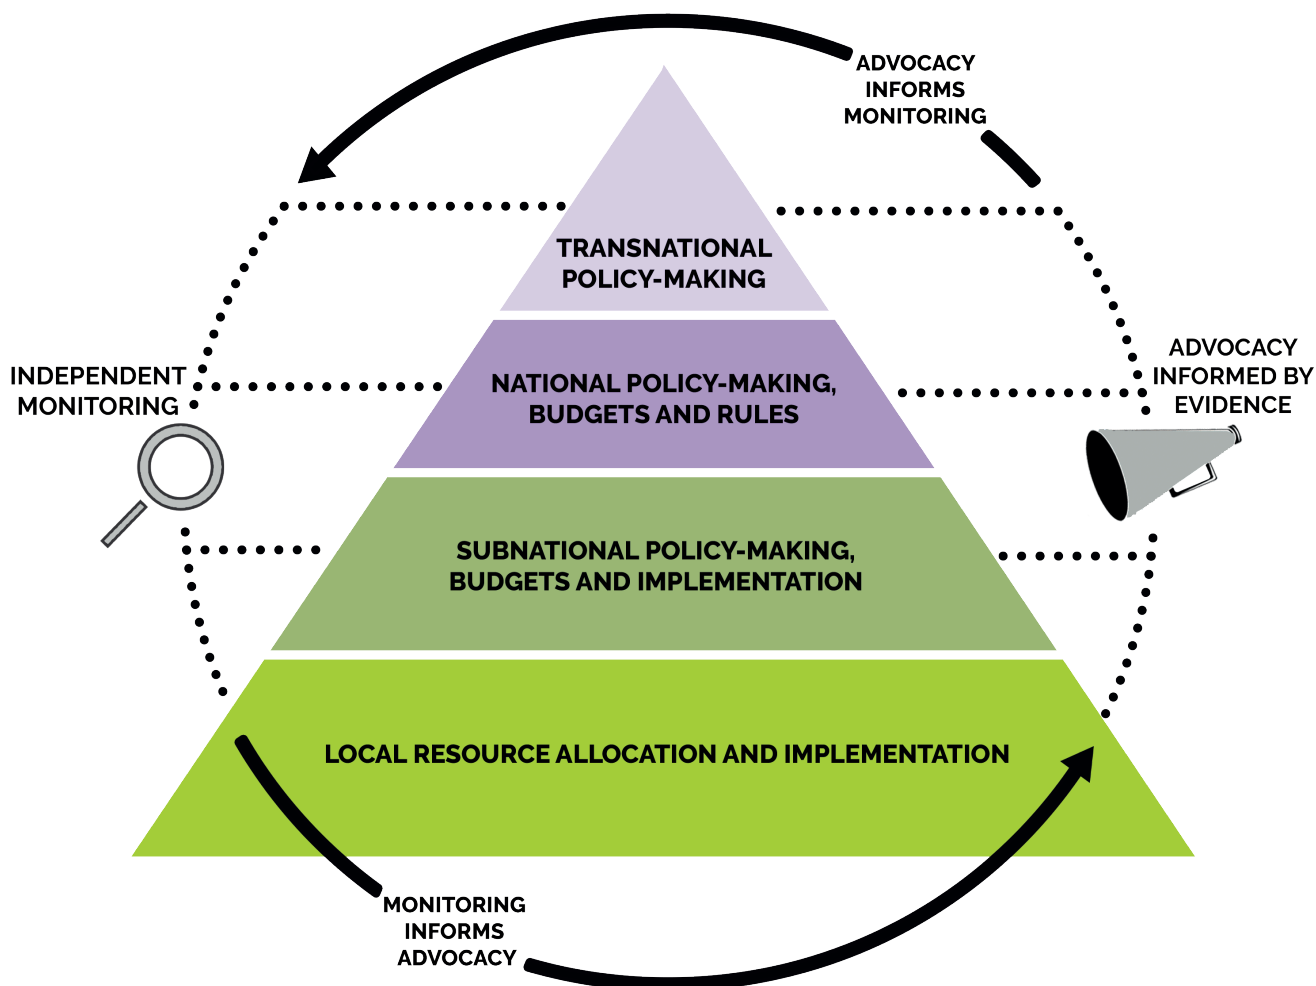 ADVOCACY
INFORMS
MONITORING
TRANSNATIONAL
POLICY-MAKING
INDEPENDENT
MONITORING
NATIONAL POLICY-MAKING,
BUDGETS AND RULES
ADVOCACY
INFORMED BY
EVIDENCE
SUBNATIONAL POLICY-MAKING,
BUDGETS AND IMPLEMENTATION
LOCAL RESOURCE ALLOCATION AND IMPLEMENTATION
MONITORING
INFORMS
ADVOCACY